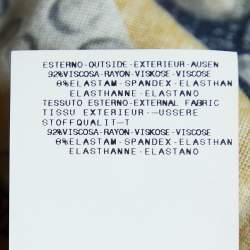 ESTERNO-OUTSIDE-EXTERIEUR-AUSEN
92%VISCOSA-RAYON-VISKOSE-VISCOSE
8%ELASTAM-SPANDEX-ELASTHAN
ELASTHANNE-ELASTANO
TESSUTO ESTERNO-EXTERNAL FABRIC
TISSU EXTERIEUR-—USSERE
STOFFQUALIT—T
92%VISCOSA-RAYON-VISKOSE-VISCOSE
8%ELASTAM-SPANDEX-ELASTHAN
ELASTHANNE-ELASTANO